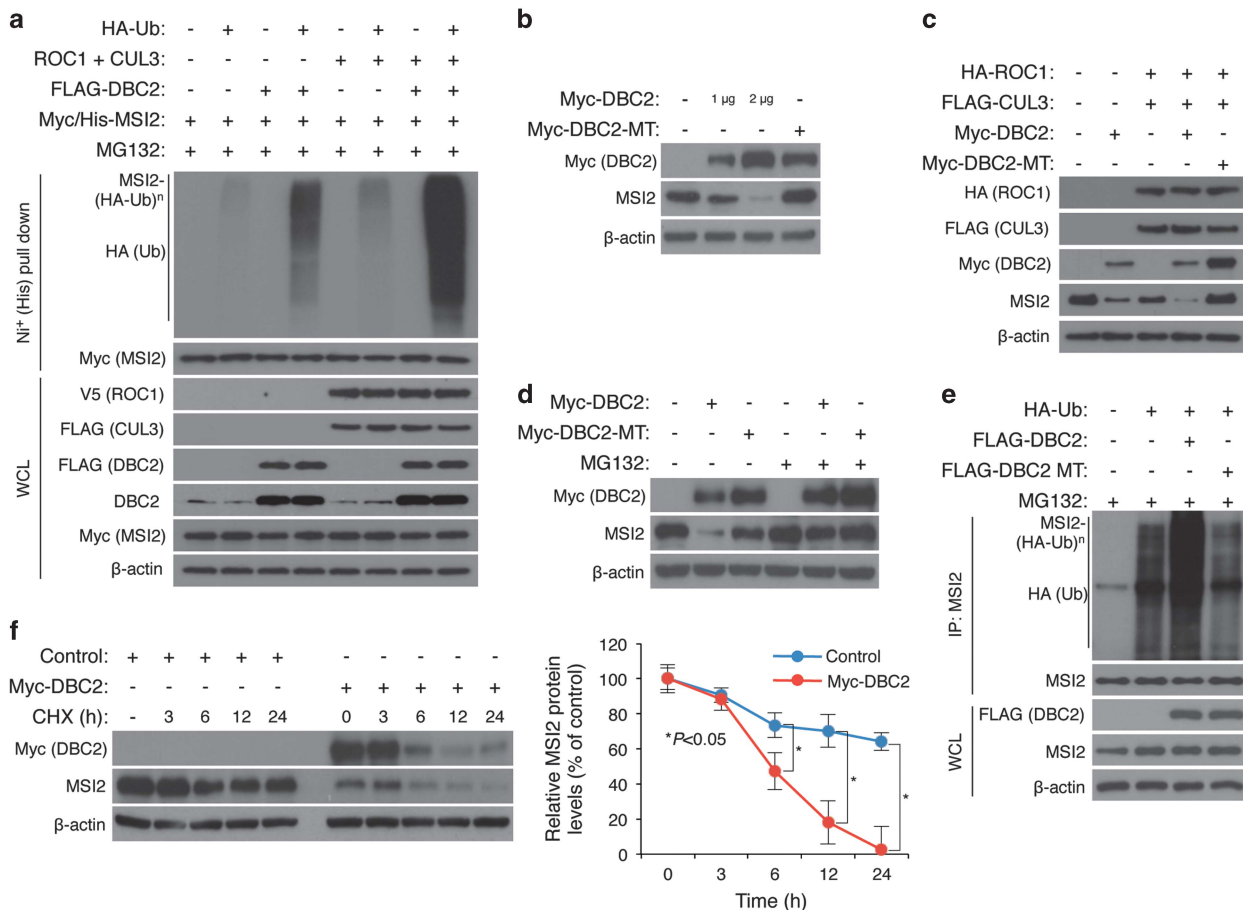 a
HA-Ub: - + - + - + - +
ROC1 + CUL3: - - - - + + + +
FLAG-DBC2: - - + + - - + +
Myc/His-MSI2: + + + + + + + +
MG132: + + + + + + + +
Ni⁺ (His) pull down
MSI2-
(HA-Ub)ⁿ
HA (Ub)
Myc (MSI2)
WCL
V5 (ROC1)
FLAG (CUL3)
FLAG (DBC2)
DBC2
Myc (MSI2)
β-actin
b
Myc-DBC2: - 1 µg 2 µg -
Myc-DBC2-MT: - - - +
Myc (DBC2)
MSI2
β-actin
c
HA-ROC1: - - + + +
FLAG-CUL3: - - + + +
Myc-DBC2: - + - + -
Myc-DBC2-MT: - - - - +
HA (ROC1)
FLAG (CUL3)
Myc (DBC2)
MSI2
β-actin
d
Myc-DBC2: - + - - + -
Myc-DBC2-MT: - - + - - +
MG132: - - - + + +
Myc (DBC2)
MSI2
β-actin
e
HA-Ub: - + + +
FLAG-DBC2: - - + -
FLAG-DBC2 MT: - - - +
MG132: + + + +
IP: MSI2
MSI2-
(HA-Ub)ⁿ
HA (Ub)
MSI2
WCL
FLAG (DBC2)
MSI2
β-actin
f
Control: + + + + + - - - - -
Myc-DBC2: - - - - - + + + + +
CHX (h): - 3 6 12 24 0 3 6 12 24
Myc (DBC2)
MSI2
β-actin
Relative MSI2 protein
levels (% of control)
120
100
80
60
40
20
0
Control
Myc-DBC2
*P<0.05
*
*
*
0 3 6 12 24
Time (h)